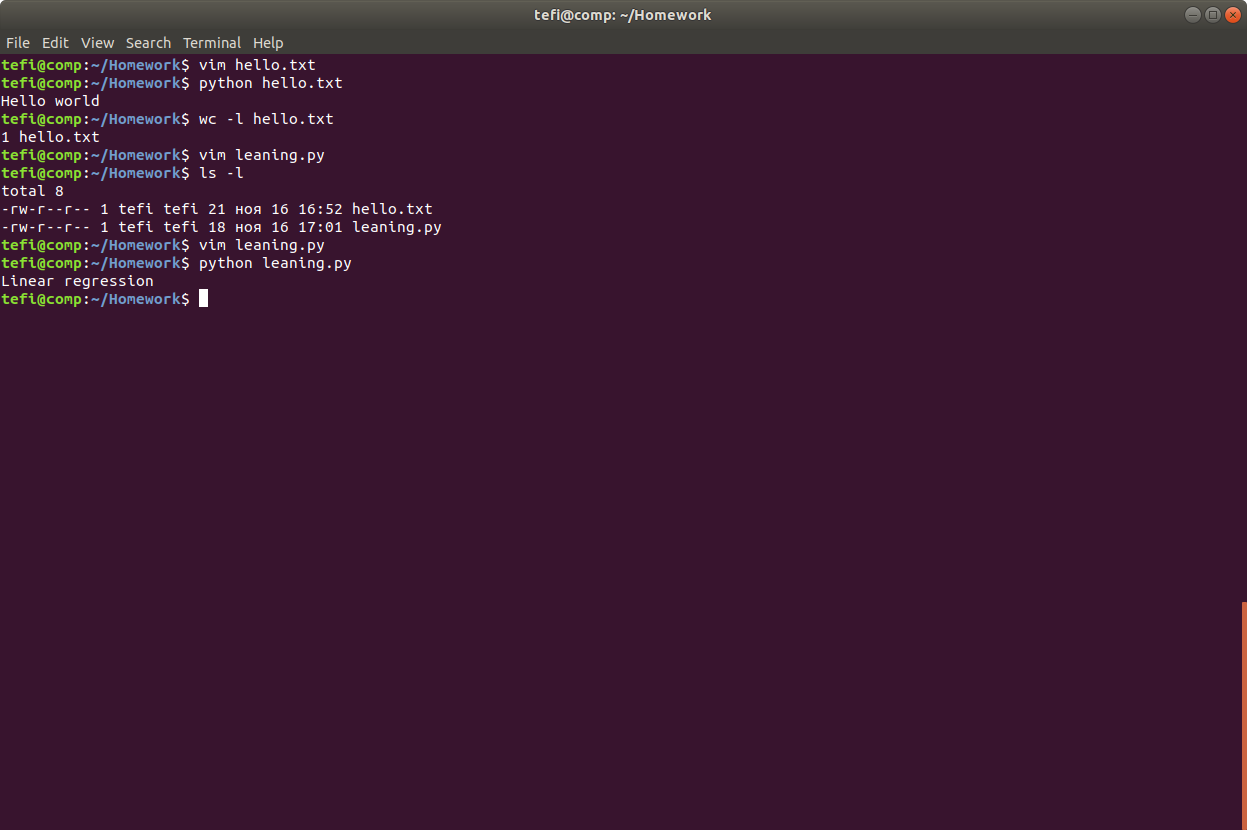 tefi@comp: ~/Homework
File Edit View Search Terminal Help
tefi@comp:~/Homework$ vim hello.txt
tefi@comp:~/Homework$ python hello.txt
Hello world
tefi@comp:~/Homework$ wc -l hello.txt
1 hello.txt
tefi@comp:~/Homework$ vim leaning.py
tefi@comp:~/Homework$ ls -l
total 8
-rw-r--r-- 1 tefi tefi 21 ноя 16 16:52 hello.txt
-rw-r--r-- 1 tefi tefi 18 ноя 16 17:01 leaning.py
tefi@comp:~/Homework$ vim leaning.py
tefi@comp:~/Homework$ python leaning.py
Linear regression
tefi@comp:~/Homework$